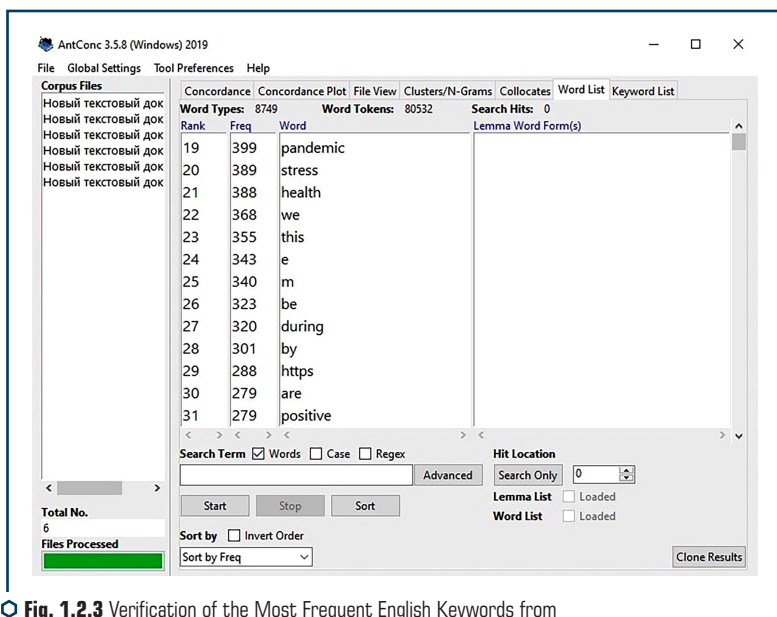 AntConc 3.5.8 (Windows) 2019
File Global Settings Tool Preferences Help
Corpus Files
Новый текстовый док
Новый текстовый док
Новый текстовый док
Новый текстовый док
Новый текстовый док
Новый текстовый док
Total No.
6
Files Processed
Concordance Concordance Plot File View Clusters/N-Grams Collocates Word List Keyword List
Word Types: 8749 Word Tokens: 80532 Search Hits: 0
Rank Freq Word Lemma Word Form(s)
19 399 pandemic
20 389 stress
21 388 health
22 368 we
23 355 this
24 343 e
25 340 m
26 323 be
27 320 during
28 301 by
29 288 https
30 279 are
31 279 positive
Search Term Words Case Regex Hit Location
Advanced Search Only 0
Start Stop Sort Lemma List Loaded
Word List Loaded
Sort by Invert Order
Sort by Freq Clone Results
Fig. 1.2.3 Verification of the Most Frequent English Keywords from